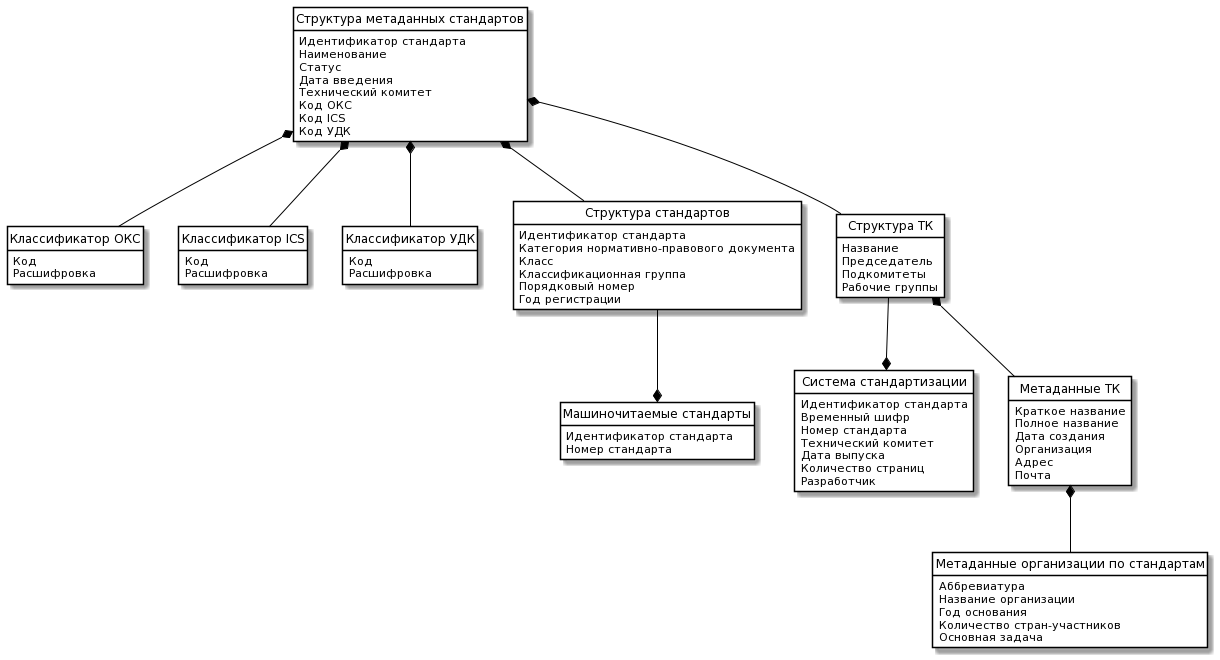 Структура метаданных стандартов
Идентификатор стандарта
Наименование
Статус
Дата введения
Технический комитет
Код ОКС
Код ICS
Код УДК
Классификатор ОКС
Код
Расшифровка
Классификатор ICS
Код
Расшифровка
Классификатор УДК
Код
Расшифровка
Структура стандартов
Идентификатор стандарта
Категория нормативно-правового документа
Класс
Классификационная группа
Порядковый номер
Год регистрации
Структура ТК
Название
Председатель
Подкомитеты
Рабочие группы
Машиночитаемые стандарты
Идентификатор стандарта
Номер стандарта
Система стандартизации
Идентификатор стандарта
Временный шифр
Номер стандарта
Технический комитет
Дата выпуска
Количество страниц
Разработчик
Метаданные ТК
Краткое название
Полное название
Дата создания
Организация
Адрес
Почта
Метаданные организации по стандартам
Аббревиатура
Название организации
Год основания
Количество стран-участников
Основная задача